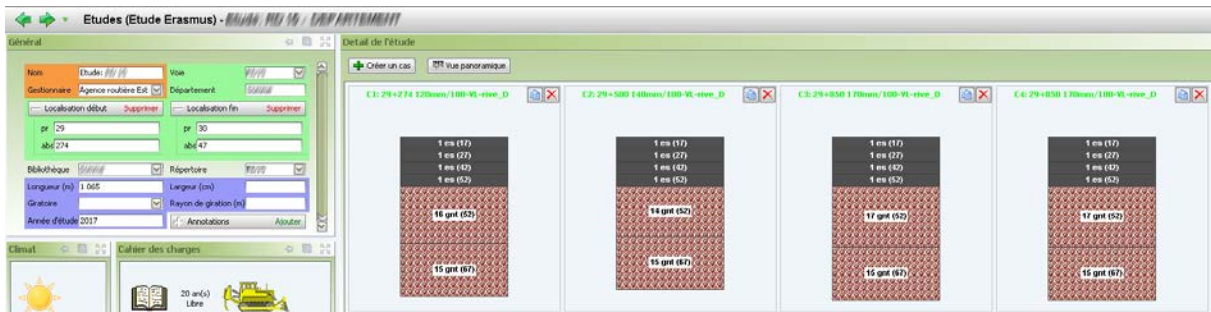 Etudes (Etude Erasmus) -
Général
Nom Etude: Voie
Gestionnaire Agence routière Est Département
Localisation début Supprimer Localisation fin Supprimer
pr 29 pr 30
abs 274 abs 47
Bibliothèque Répertoire
Longueur (m) 1 065 Largeur (cm)
Giratoire Rayon de giration (m)
Année d'étude 2017 Annotations Ajouter
Climat Cahier des charges
20 an(s)
Libre
Detail de l'étude
Créer un cas Vue panoramique
C1: 29+274 120mm/100-VL-rive_D
1 es (17)
1 es (27)
1 es (42)
1 es (52)
16 gnt (52)
15 gnt (67)
C2: 29+500 140mm/100-VL-rive_D
1 es (17)
1 es (27)
1 es (42)
1 es (52)
14 gnt (52)
15 gnt (67)
C3: 29+850 170mm/100-VL-rive_D
1 es (17)
1 es (27)
1 es (42)
1 es (52)
17 gnt (52)
15 gnt (67)
C4: 29+850 170mm/100-VL-rive_D
1 es (17)
1 es (27)
1 es (42)
1 es (52)
17 gnt (52)
15 gnt (67)